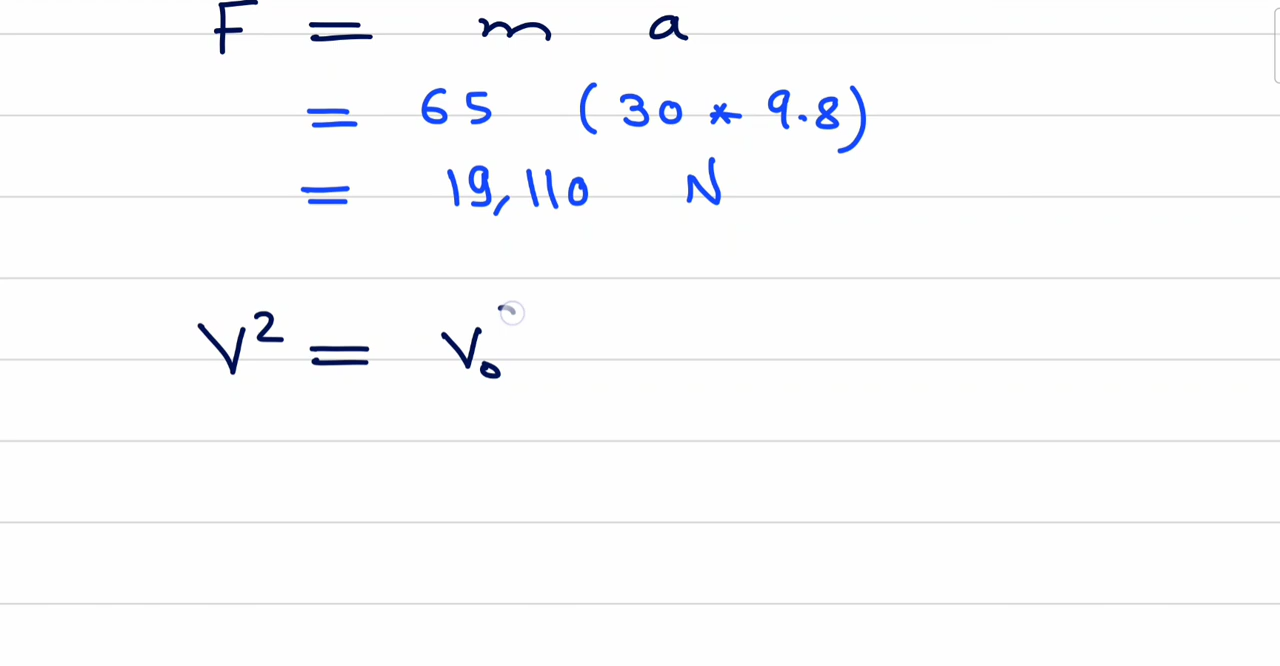 F = m a
= 65 (30 * 9.8)
= 19,110 N
V² = V₀